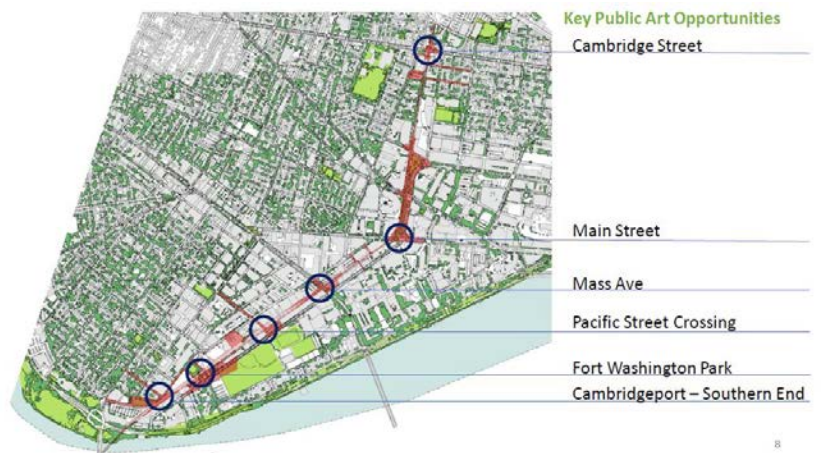 Key Public Art Opportunities
Cambridge Street
Main Street
Mass Ave
Pacific Street Crossing
Fort Washington Park
Cambridgeport – Southern End
8